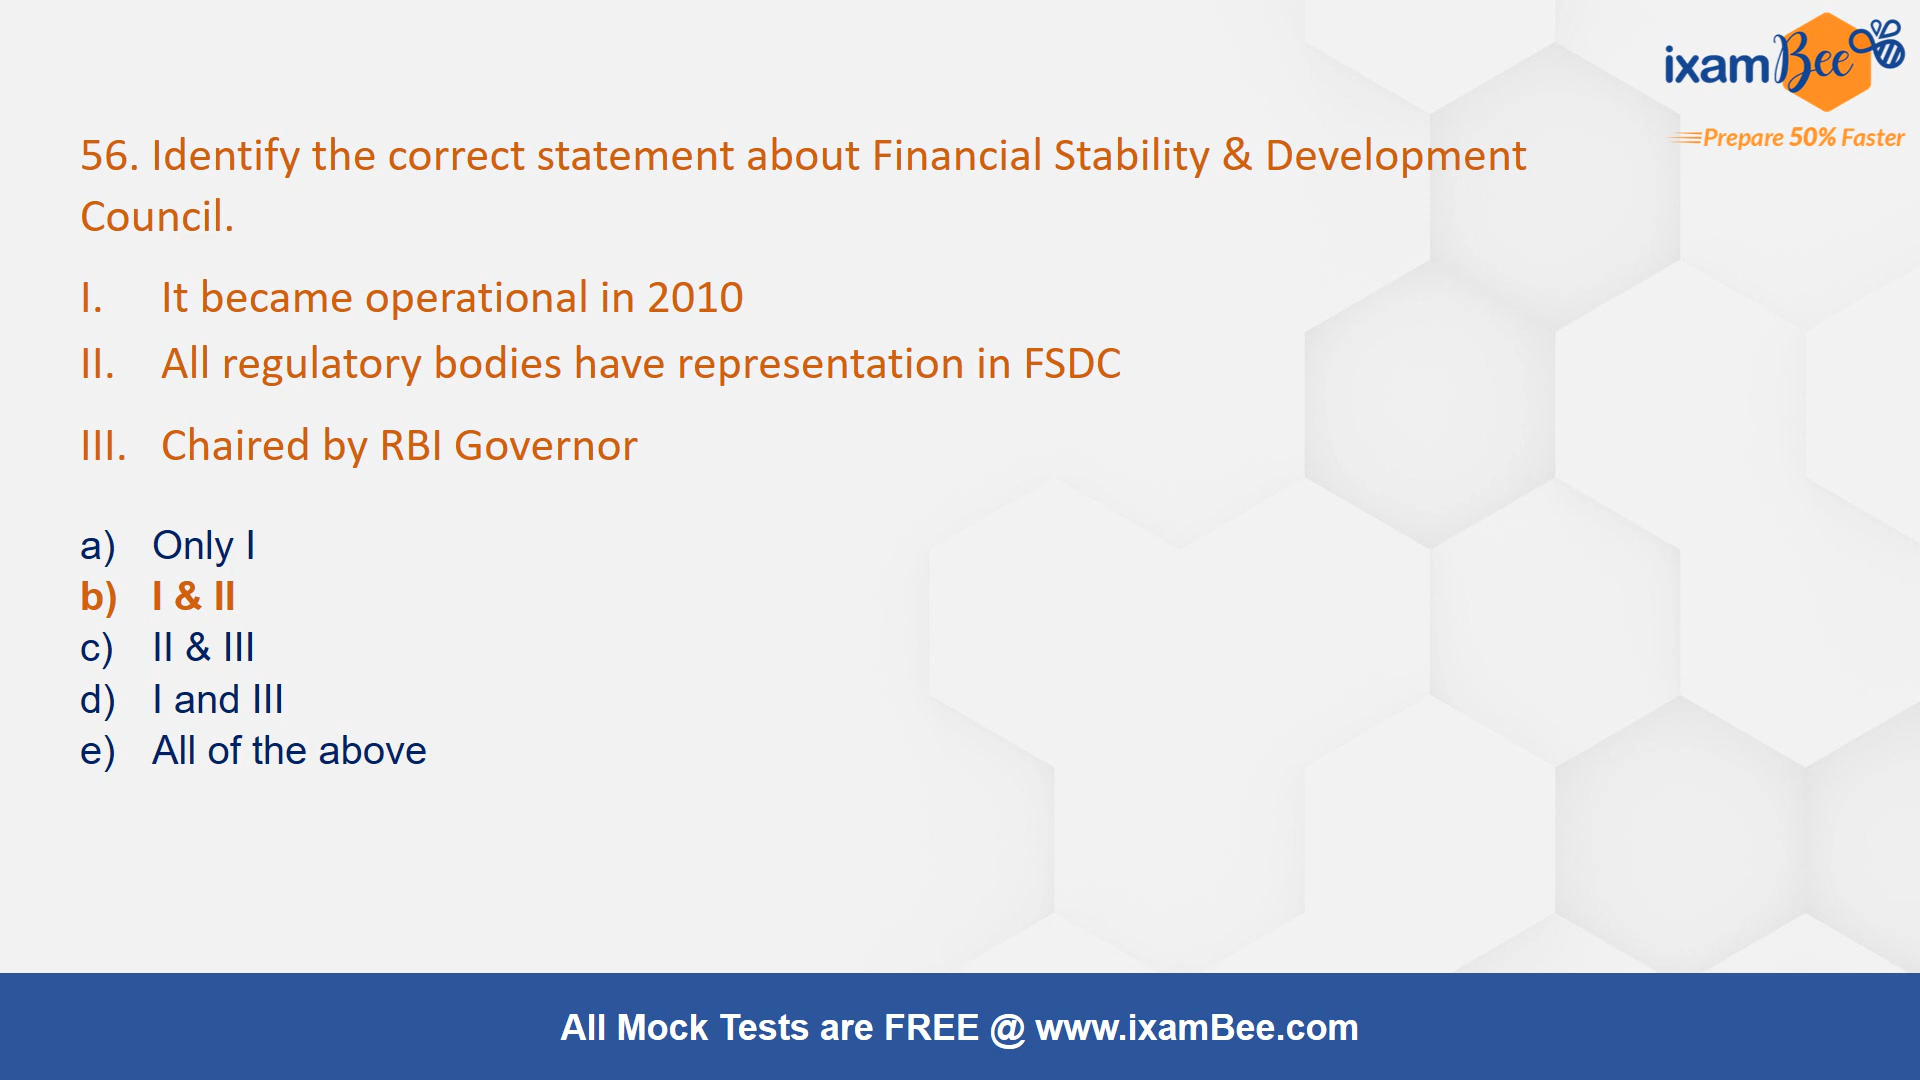 ixamBee
Prepare 50% Faster
56. Identify the correct statement about Financial Stability & Development
Council.
I. It became operational in 2010
II. All regulatory bodies have representation in FSDC
III. Chaired by RBI Governor
a) Only I
b) I & II
c) II & III
d) I and III
e) All of the above
All Mock Tests are FREE @ www.ixamBee.com